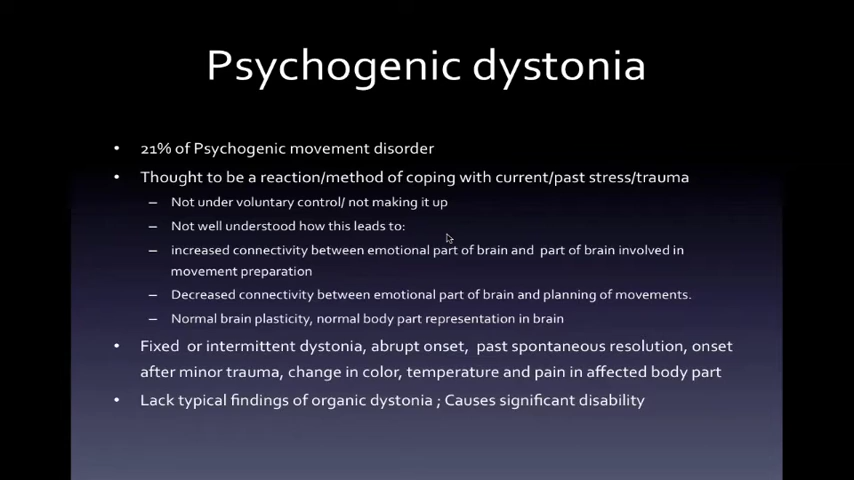 Psychogenic dystonia
• 21% of Psychogenic movement disorder
• Thought to be a reaction/method of coping with current/past stress/trauma
– Not under voluntary control/ not making it up
– Not well understood how this leads to:
– increased connectivity between emotional part of brain and part of brain involved in
movement preparation
– Decreased connectivity between emotional part of brain and planning of movements.
– Normal brain plasticity, normal body part representation in brain
• Fixed or intermittent dystonia, abrupt onset, past spontaneous resolution, onset
after minor trauma, change in color, temperature and pain in affected body part
• Lack typical findings of organic dystonia ; Causes significant disability